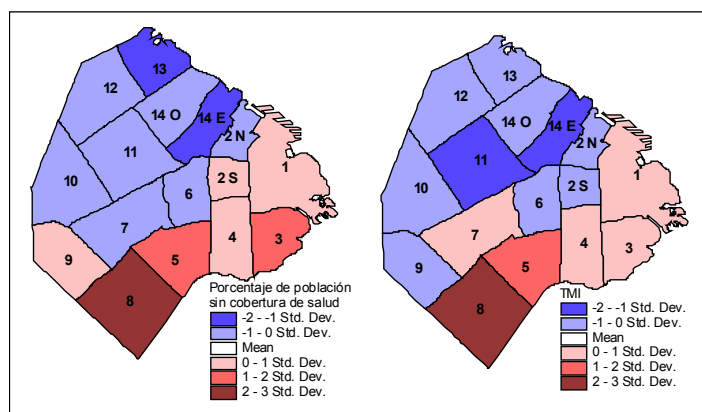 13
12
14 O
14 E
2 N
11
1
10
2 S
6
7
4
3
9
5
8
Porcentaje de población
sin cobertura de salud
-2 - -1 Std. Dev.
-1 - 0 Std. Dev.
Mean
0 - 1 Std. Dev.
1 - 2 Std. Dev.
2 - 3 Std. Dev.
13
12
14 O
14 E
2 N
11
1
10
2 S
6
7
4
3
9
5
8
TMI
-2 - -1 Std. Dev.
-1 - 0 Std. Dev.
Mean
0 - 1 Std. Dev.
1 - 2 Std. Dev.
2 - 3 Std. Dev.